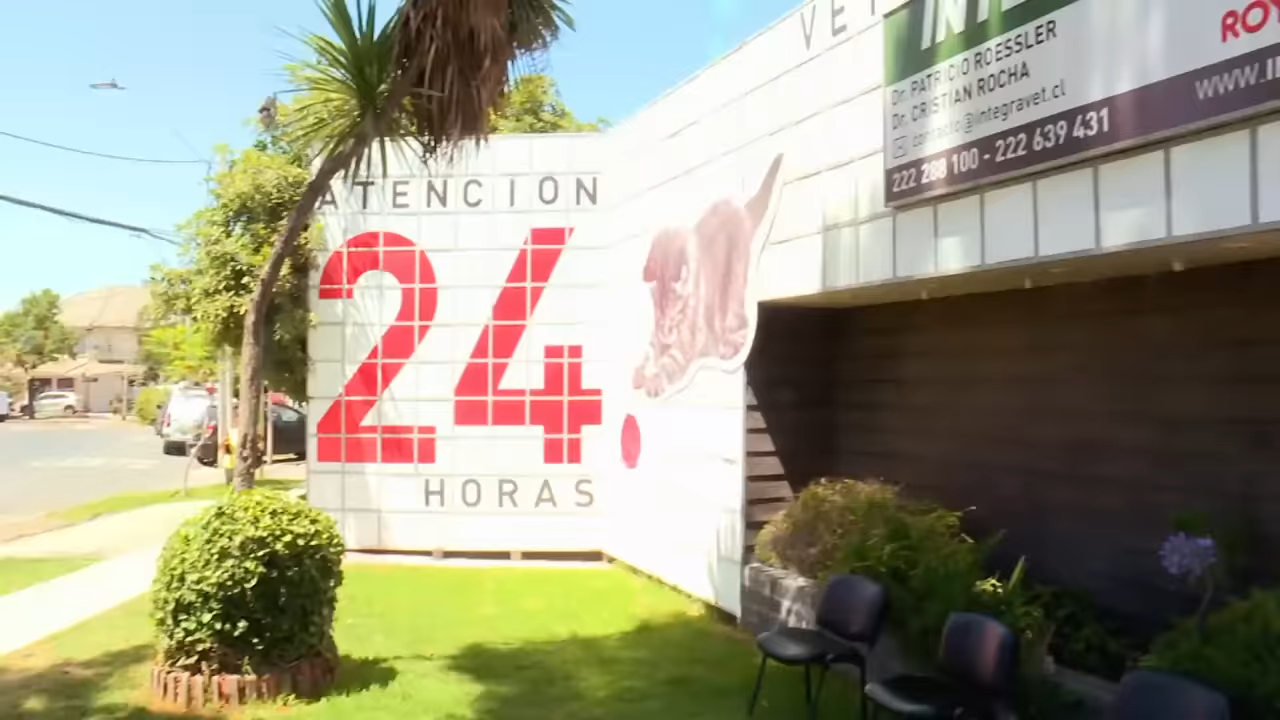 ATENCION
24
HORAS
VET
INTE
ROY
Dr. PATRICIO ROESSLER
Dr. CRISTIAN ROCHA
contacto@integravet.cl
WWW.IN
222 288 100 - 222 639 431